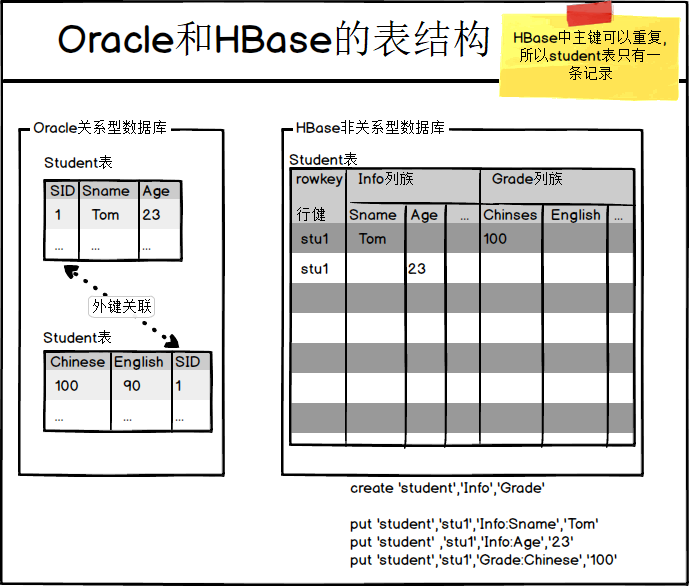 Oracle和HBase的表结构
HBase中主键可以重复,
所以student表只有一
条记录
Oracle关系型数据库
Student表
SID Sname Age
1 Tom 23
... ... ...
外键关联
Student表
Chinese English SID
100 90 1
... ... ...
HBase非关系型数据库
Student表
rowkey Info列族 Grade列族
行健 Sname Age ... Chinses English ...
stu1 Tom 100
stu1 23
create 'student','Info','Grade'
put 'student','stu1','Info:Sname','Tom'
put 'student' ,'stu1','Info:Age','23'
put 'student','stu1','Grade:Chinese','100'